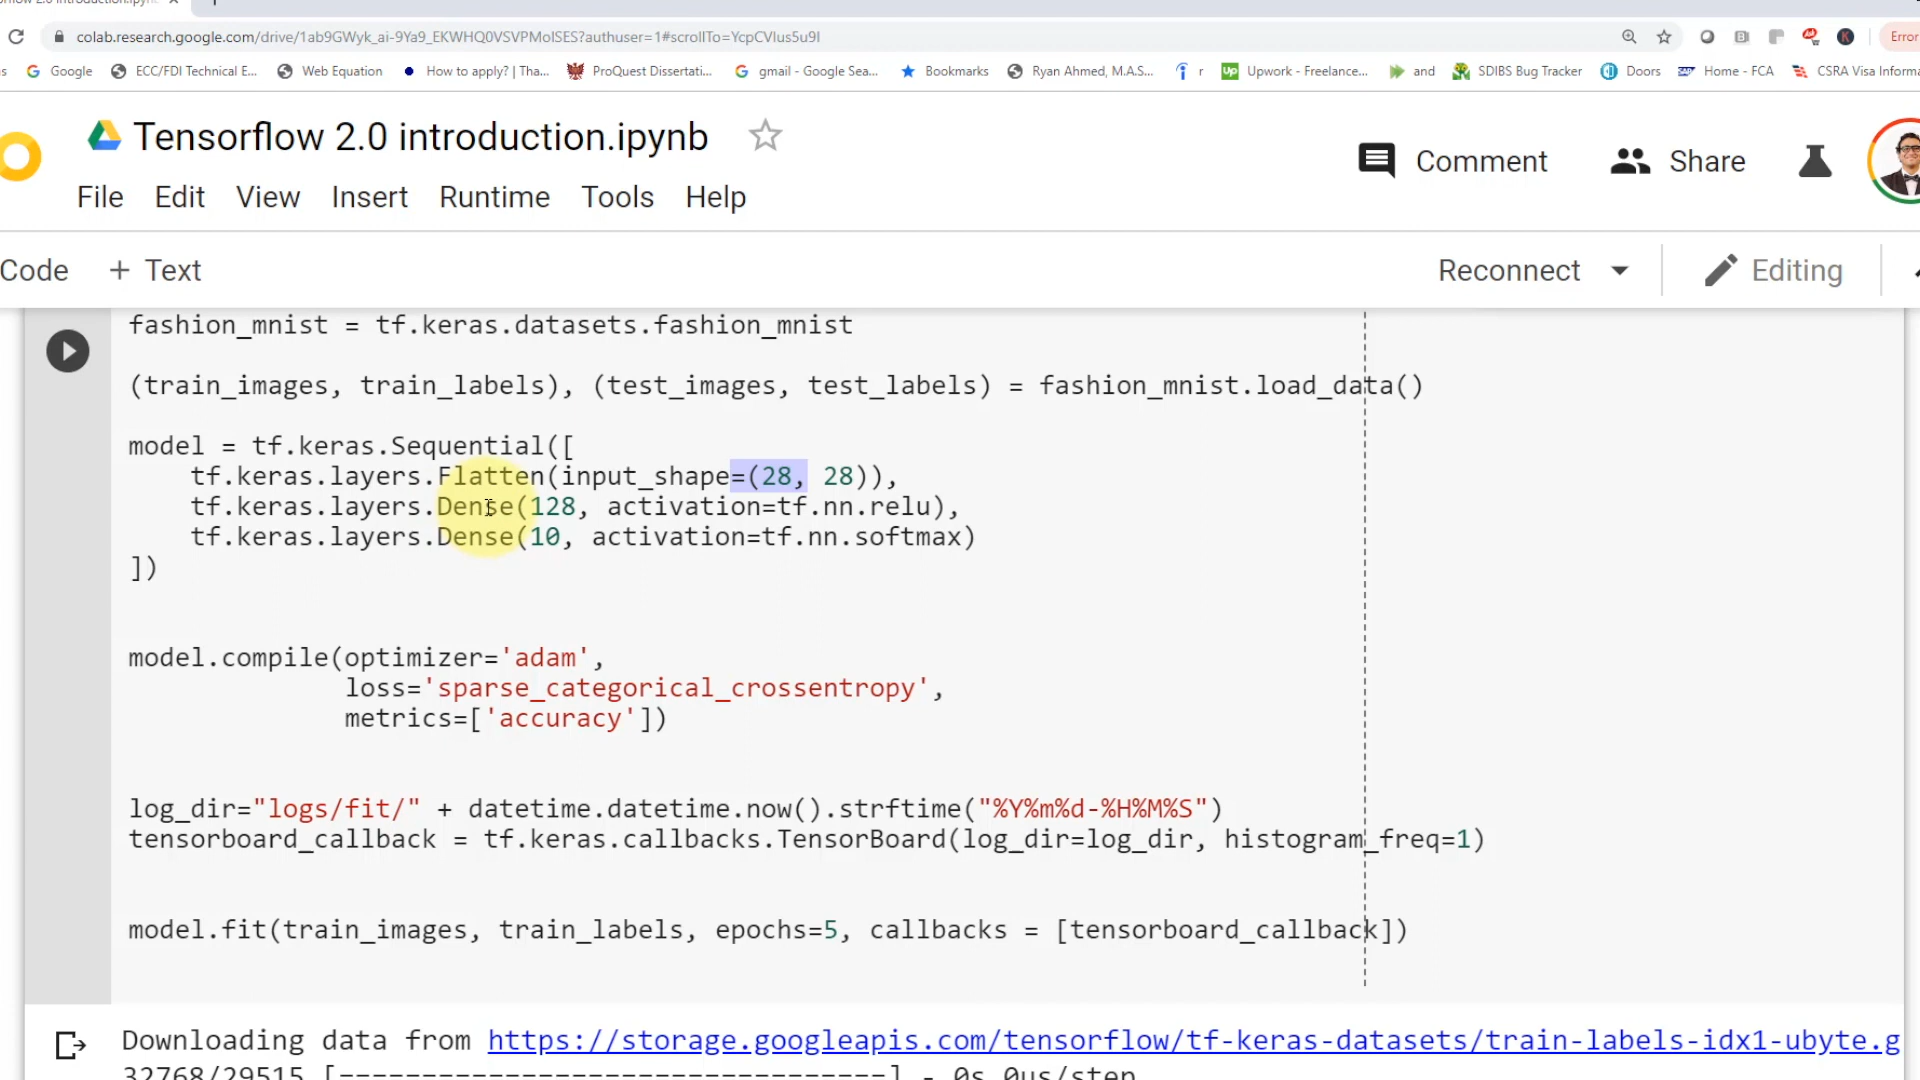 colab.research.google.com/drive/1ab9GWyk_ai-9Ya9_EKWHQ0VSVPMolSES?authuser=1#scrollTo=YcpCVIus5u9I
Error
Google ECC/FDI Technical E... Web Equation How to apply? | Tha... ProQuest Dissertati... gmail - Google Sea... Bookmarks Ryan Ahmed, M.A.S... r Upwork - Freelance... and SDIBS Bug Tracker Doors Home - FCA CSRA Visa Informa
Tensorflow 2.0 introduction.ipynb
Comment Share
File Edit View Insert Runtime Tools Help
Code + Text Reconnect Editing
fashion_mnist = tf.keras.datasets.fashion_mnist
(train_images, train_labels), (test_images, test_labels) = fashion_mnist.load_data()
model = tf.keras.Sequential([
tf.keras.layers.Flatten(input_shape=(28, 28)),
tf.keras.layers.Dense(128, activation=tf.nn.relu),
tf.keras.layers.Dense(10, activation=tf.nn.softmax)
])
model.compile(optimizer='adam',
loss='sparse_categorical_crossentropy',
metrics=['accuracy'])
log_dir="logs/fit/" + datetime.datetime.now().strftime("%Y%m%d-%H%M%S")
tensorboard_callback = tf.keras.callbacks.TensorBoard(log_dir=log_dir, histogram_freq=1)
model.fit(train_images, train_labels, epochs=5, callbacks = [tensorboard_callback])
Downloading data from https://storage.googleapis.com/tensorflow/tf-keras-datasets/train-labels-idx1-ubyte.g
32768/29515 [================================] - 0s 0us/step